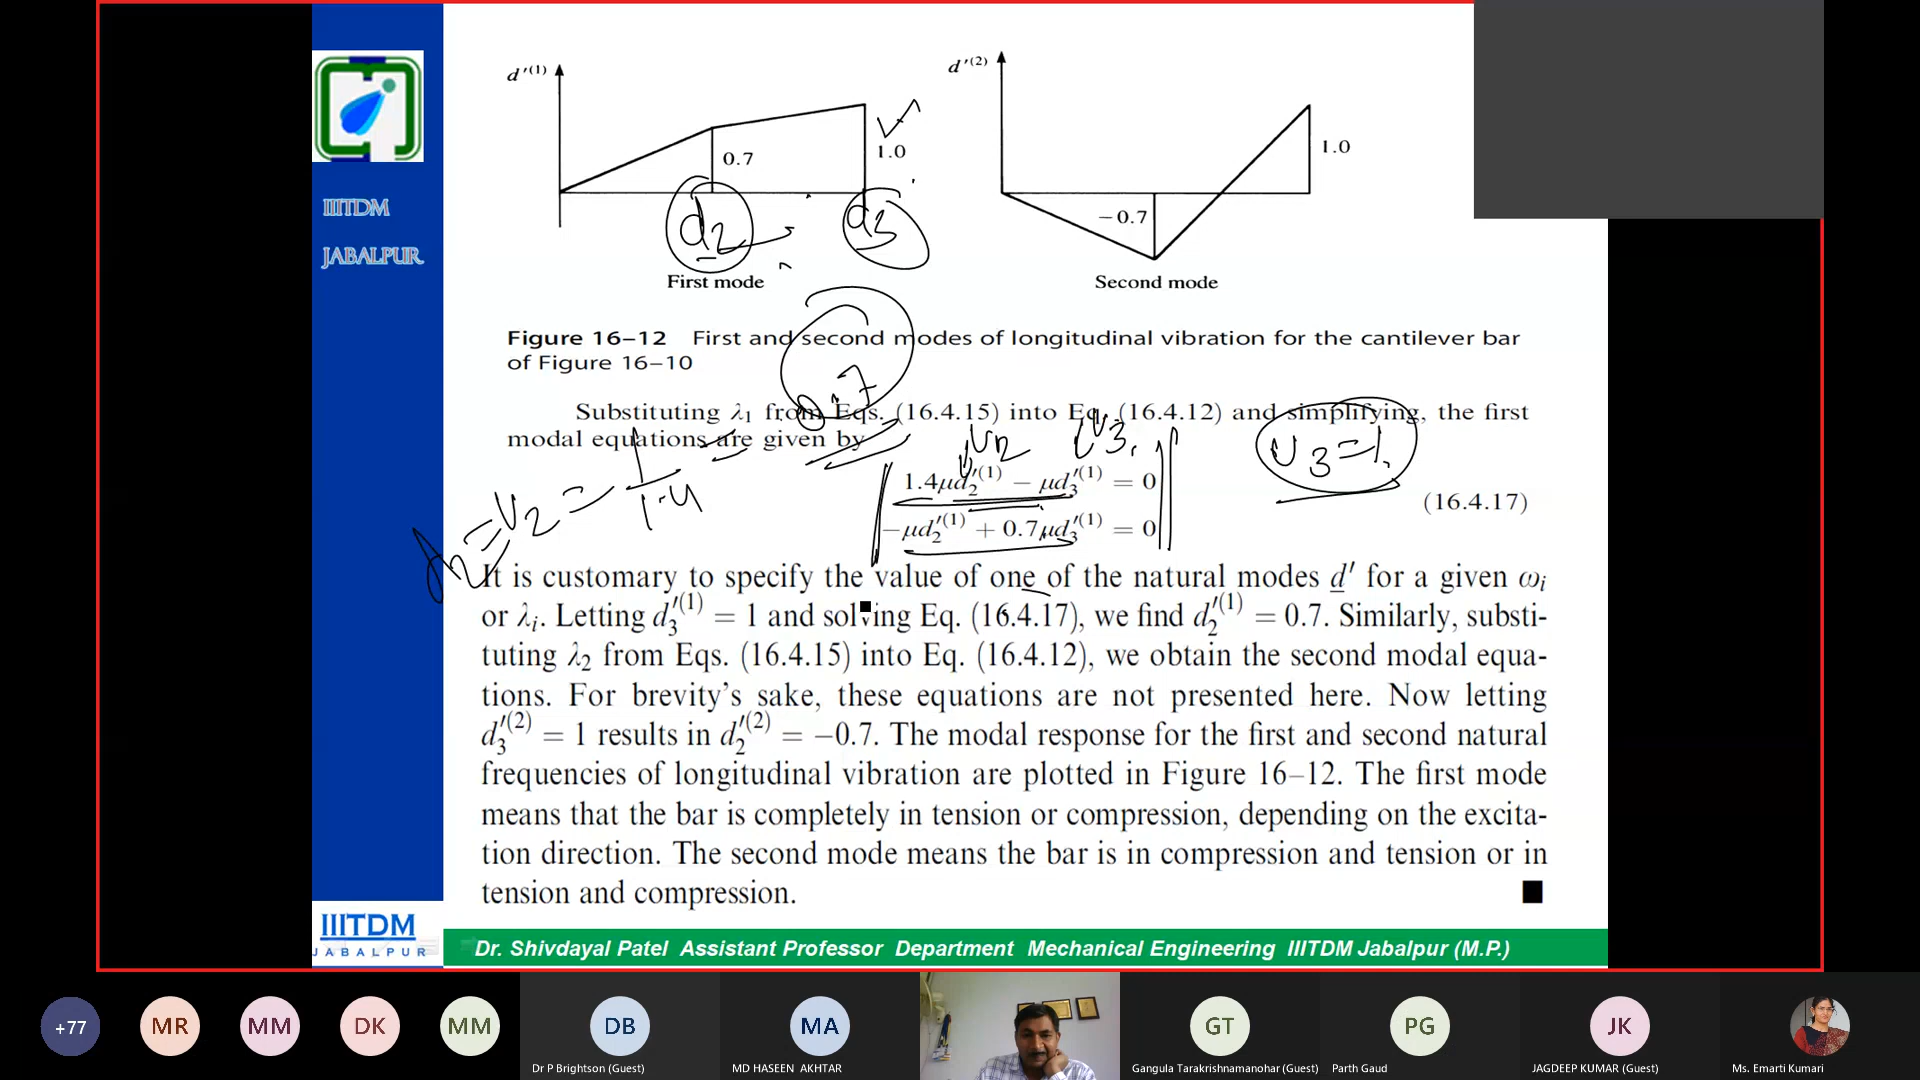 IIITDM
JABALPUR
d′(1)
0.7
1.0
d2
d3
First mode
d′(2)
−0.7
1.0
Second mode
Figure 16–12 First and second modes of longitudinal vibration for the cantilever bar
of Figure 16–10
0.7
Substituting λ1 from Eqs. (16.4.15) into Eq. (16.4.12) and simplifying, the first
modal equations are given by
U2 U3
U3 = 1
= U2 = 1/1.4 =
1.4μd2′(1) − μd3′(1) = 0
−μd2′(1) + 0.7μd3′(1) = 0
(16.4.17)
It is customary to specify the value of one of the natural modes d′ for a given ωi
or λi. Letting d3′(1) = 1 and solving Eq. (16.4.17), we find d2′(1) = 0.7. Similarly, substi-
tuting λ2 from Eqs. (16.4.15) into Eq. (16.4.12), we obtain the second modal equa-
tions. For brevity’s sake, these equations are not presented here. Now letting
d3′(2) = 1 results in d2′(2) = −0.7. The modal response for the first and second natural
frequencies of longitudinal vibration are plotted in Figure 16–12. The first mode
means that the bar is completely in tension or compression, depending on the excita-
tion direction. The second mode means the bar is in compression and tension or in
tension and compression.
IIITDM
JABALPUR
Dr. Shivdayal Patel Assistant Professor Department Mechanical Engineering IIITDM Jabalpur (M.P.)
+77
MR
MM
DK
MM
DB
Dr P Brightson (Guest)
MA
MD HASEEN AKHTAR
GT
Gangula Tarakrishnamanohar (Guest)
PG
Parth Gaud
JK
JAGDEEP KUMAR (Guest)
Ms. Emarti Kumari